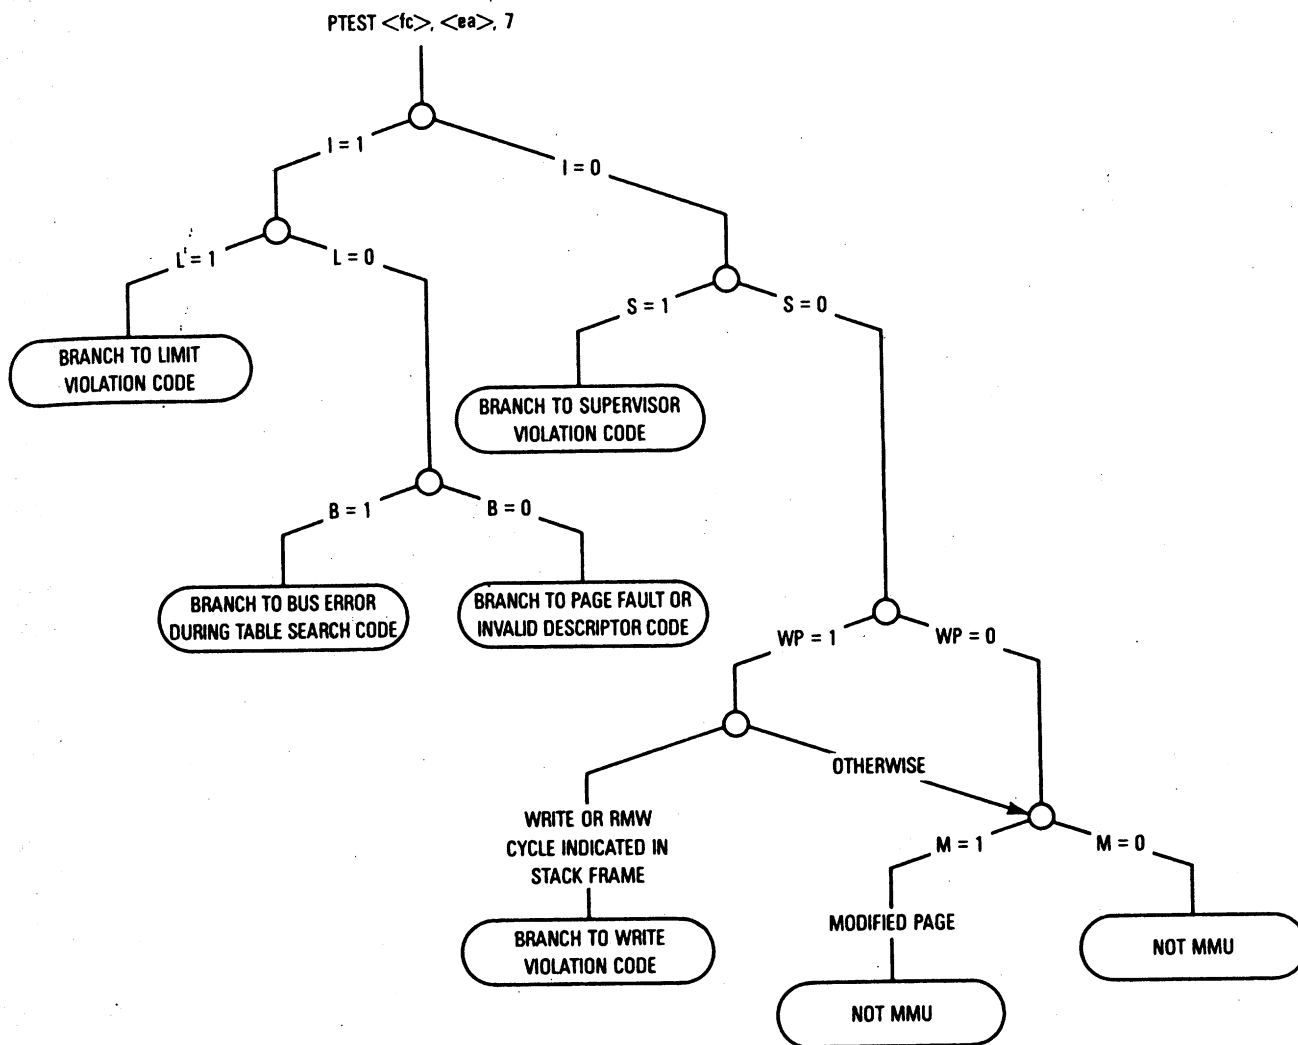 PTEST <fc>, <ea>, 7
I = 1
I = 0
L = 1
L = 0
S = 1
S = 0
BRANCH TO LIMIT
VIOLATION CODE
BRANCH TO SUPERVISOR
VIOLATION CODE
B = 1
B = 0
BRANCH TO BUS ERROR
DURING TABLE SEARCH CODE
BRANCH TO PAGE FAULT OR
INVALID DESCRIPTOR CODE
WP = 1
WP = 0
OTHERWISE
WRITE OR RMW
CYCLE INDICATED IN
STACK FRAME
M = 1
M = 0
MODIFIED PAGE
BRANCH TO WRITE
VIOLATION CODE
NOT MMU
NOT MMU